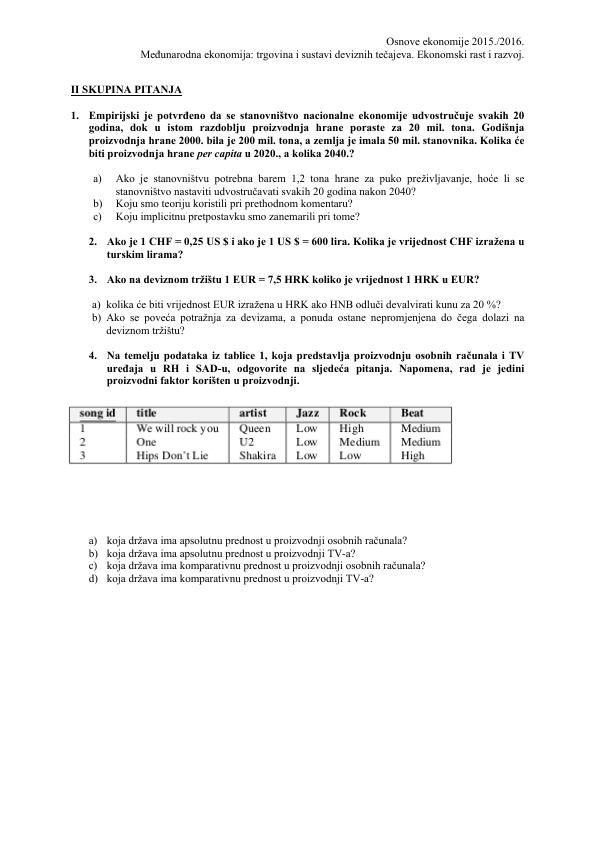 Osnove ekonomije 2015./2016.
Međunarodna ekonomija: trgovina i sustavi deviznih tečajeva. Ekonomski rast i razvoj.
II SKUPINA PITANJA
1. Empirijski je potvrđeno da se stanovništvo nacionalne ekonomije udvostručuje svakih 20
godina, dok u istom razdoblju proizvodnja hrane poraste za 20 mil. tona. Godišnja
proizvodnja hrane 2000. bila je 200 mil. tona, a zemlja je imala 50 mil. stanovnika. Kolika će
biti proizvodnja hrane per capita u 2020., a kolika 2040.?
a) Ako je stanovništvu potrebna barem 1,2 tona hrane za puko preživljavanje, hoće li se
stanovništvo nastaviti udvostručavati svakih 20 godina nakon 2040?
b) Koju smo teoriju koristili pri prethodnom komentaru?
c) Koju implicitnu pretpostavku smo zanemarili pri tome?
2. Ako je 1 CHF = 0,25 US $ i ako je 1 US $ = 600 lira. Kolika je vrijednost CHF izražena u
turskim lirama?
3. Ako na deviznom tržištu 1 EUR = 7,5 HRK koliko je vrijednost 1 HRK u EUR?
a) kolika će biti vrijednost EUR izražena u HRK ako HNB odluči devalvirati kunu za 20 %?
b) Ako se poveća potražnja za devizama, a ponuda ostane nepromjenjena do čega dolazi na
deviznom tržištu?
4. Na temelju podataka iz tablice 1, koja predstavlja proizvodnju osobnih računala i TV
uređaja u RH i SAD-u, odgovorite na sljedeća pitanja. Napomena, rad je jedini
proizvodni faktor korišten u proizvodnji.
song id title artist Jazz Rock Beat
1 We will rock you Queen Low High Medium
2 One U2 Low Medium Medium
3 Hips Don't Lie Shakira Low Low High
a) koja država ima apsolutnu prednost u proizvodnji osobnih računala?
b) koja država ima apsolutnu prednost u proizvodnji TV-a?
c) koja država ima komparativnu prednost u proizvodnji osobnih računala?
d) koja država ima komparativnu prednost u proizvodnji TV-a?